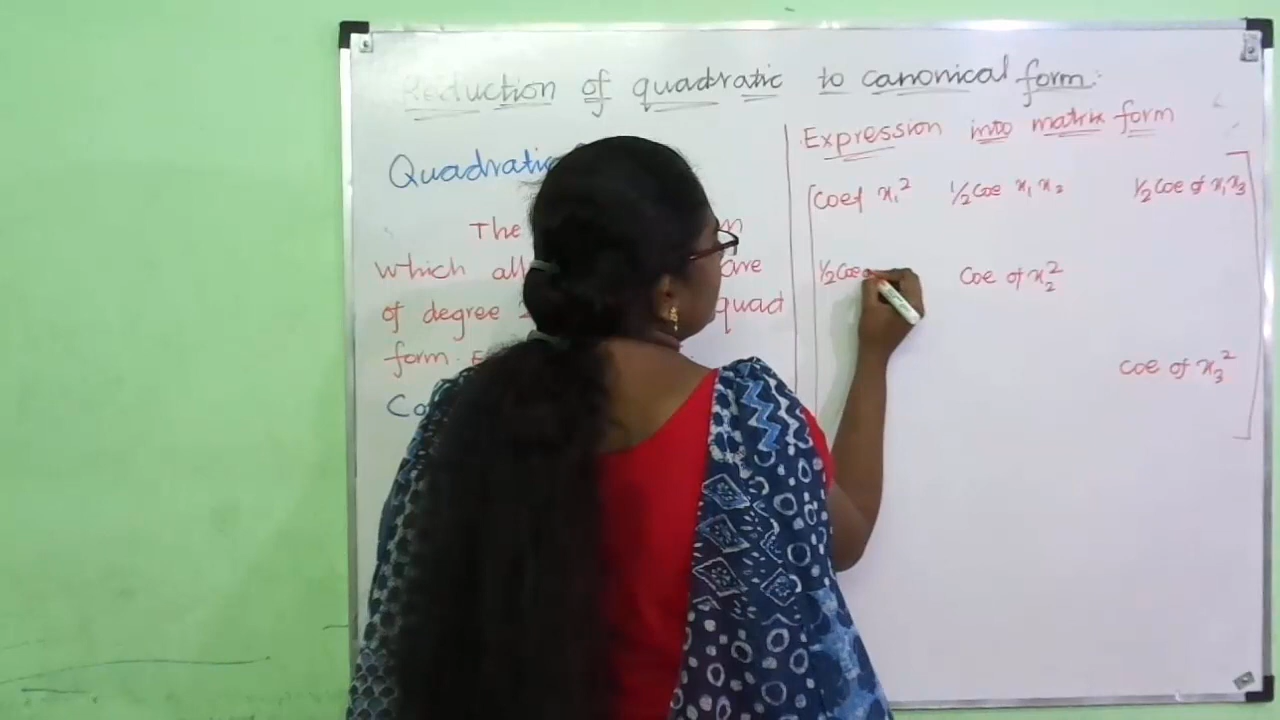 Reduction of quadratic to canonical form:
Quadratic
The
which all are
of degree quad
form.
Expression into matrix form
Coef x₁² ½ Coe x₁ x₂ ½ Coe of x₁x₃
½ Coe Coe of x₂²
Coe of x₃²